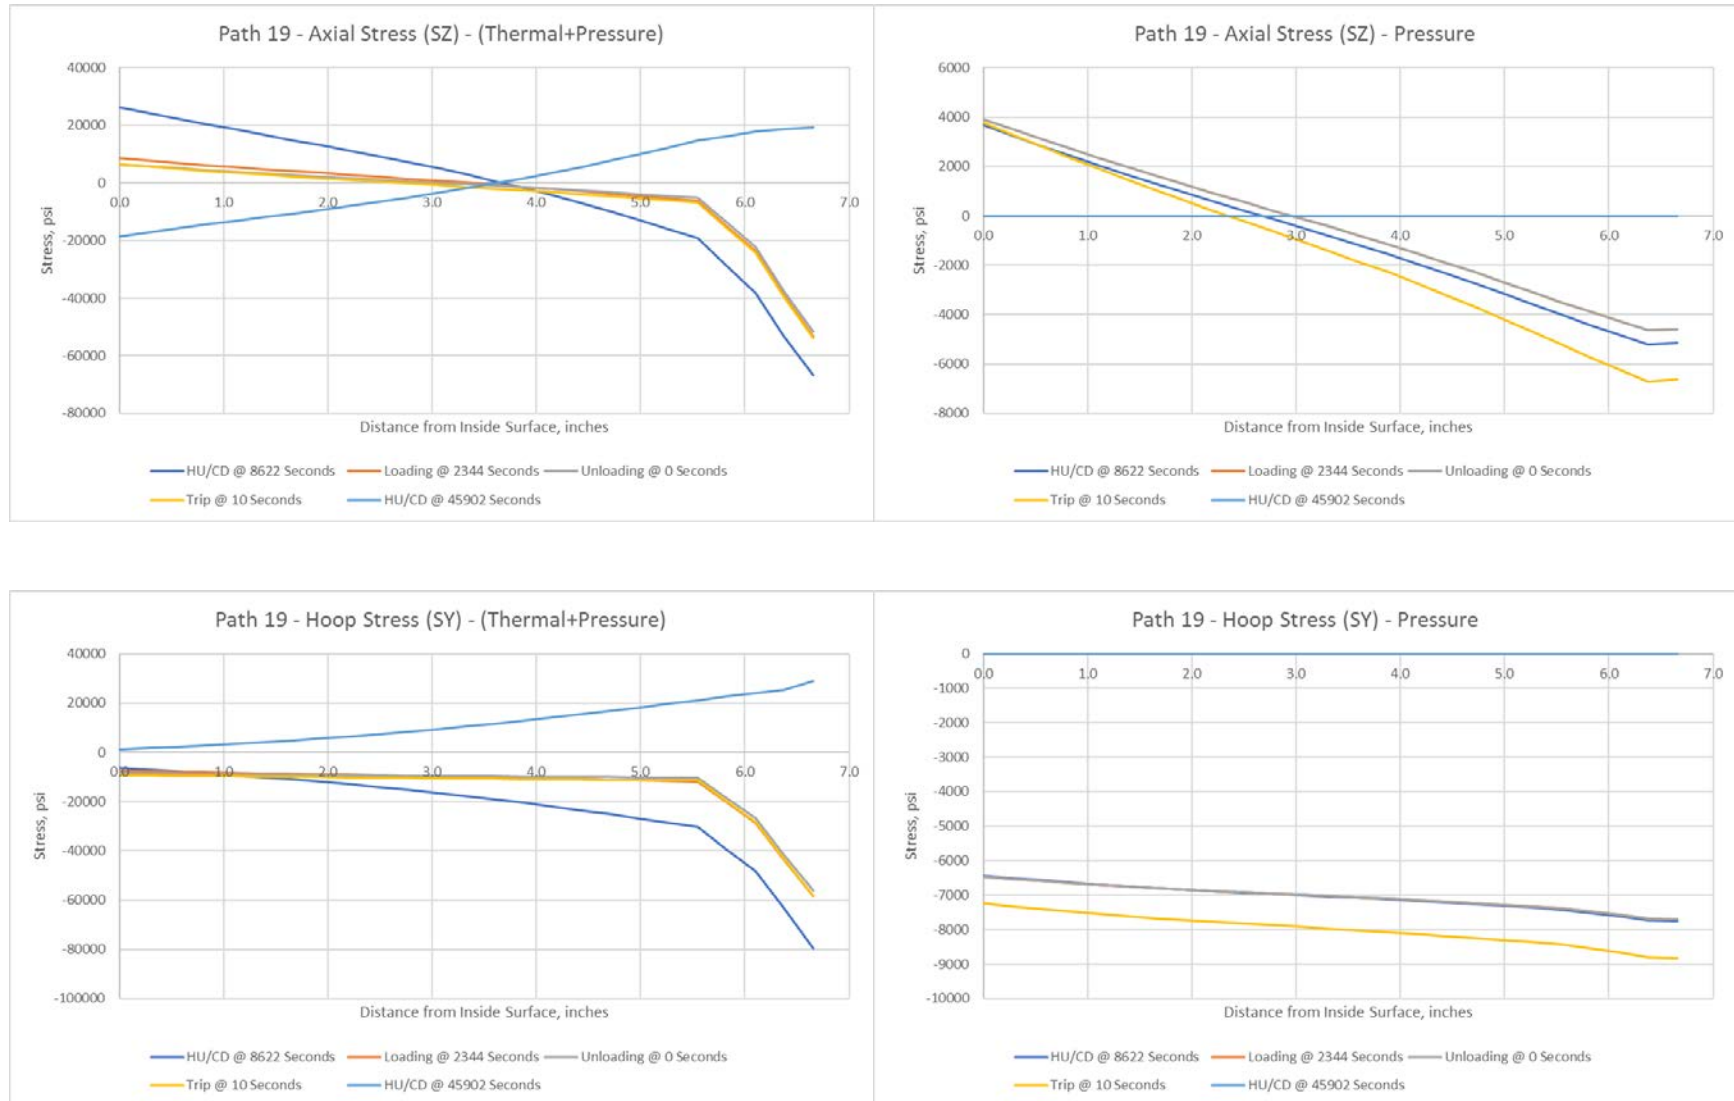 Path 19 - Axial Stress (SZ) - (Thermal+Pressure)
40000
20000
0
-20000
-40000
-60000
-80000
0.0 1.0 2.0 3.0 4.0 5.0 6.0 7.0
Stress, psi
Distance from Inside Surface, inches
HU/CD @ 8622 Seconds Loading @ 2344 Seconds Unloading @ 0 Seconds
Trip @ 10 Seconds HU/CD @ 45902 Seconds
Path 19 - Axial Stress (SZ) - Pressure
6000
4000
2000
0
-2000
-4000
-6000
-8000
0.0 1.0 2.0 3.0 4.0 5.0 6.0 7.0
Stress, psi
Distance from Inside Surface, inches
HU/CD @ 8622 Seconds Loading @ 2344 Seconds Unloading @ 0 Seconds
Trip @ 10 Seconds HU/CD @ 45902 Seconds
Path 19 - Hoop Stress (SY) - (Thermal+Pressure)
40000
20000
0
-20000
-40000
-60000
-80000
-100000
0.0 1.0 2.0 3.0 4.0 5.0 6.0 7.0
Stress, psi
Distance from Inside Surface, inches
HU/CD @ 8622 Seconds Loading @ 2344 Seconds Unloading @ 0 Seconds
Trip @ 10 Seconds HU/CD @ 45902 Seconds
Path 19 - Hoop Stress (SY) - Pressure
0
-1000
-2000
-3000
-4000
-5000
-6000
-7000
-8000
-9000
-10000
0.0 1.0 2.0 3.0 4.0 5.0 6.0 7.0
Stress, psi
Distance from Inside Surface, inches
HU/CD @ 8622 Seconds Loading @ 2344 Seconds Unloading @ 0 Seconds
Trip @ 10 Seconds HU/CD @ 45902 Seconds